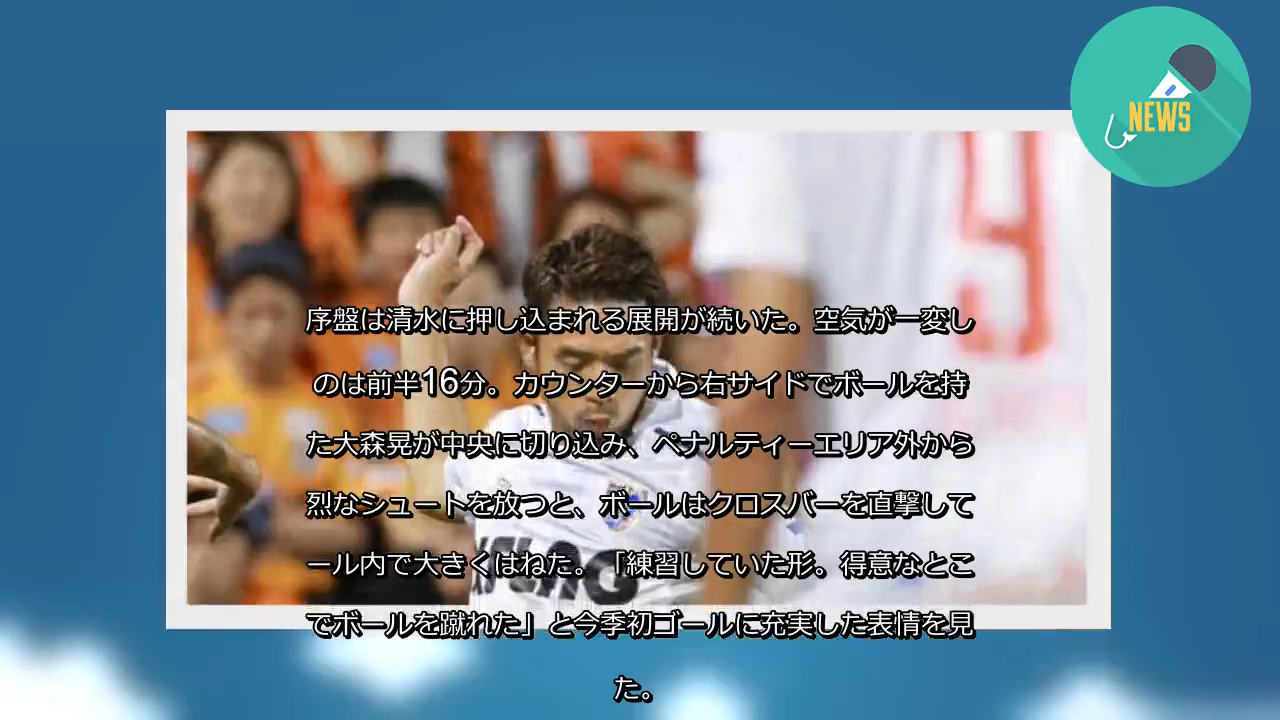 NEWS
9
序盤は清水に押し込まれる展開が続いた。空気が一変し
のは前半16分。カウンターから右サイドでボールを持
た大森晃が中央に切り込み、ペナルティーエリア外から
烈なシュートを放つと、ボールはクロスバーを直撃して
ール内で大きくはねた。「練習していた形。得意なとこ
XFLAG
でボールを蹴れた」と今季初ゴールに充実した表情を見
た。